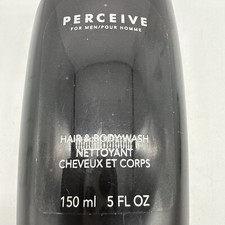 PERCEIVE
FOR MEN/POUR HOMME
HAIR & BODY WASH
NETTOYANT
CHEVEUX ET CORPS
150 ml 5 FL OZ